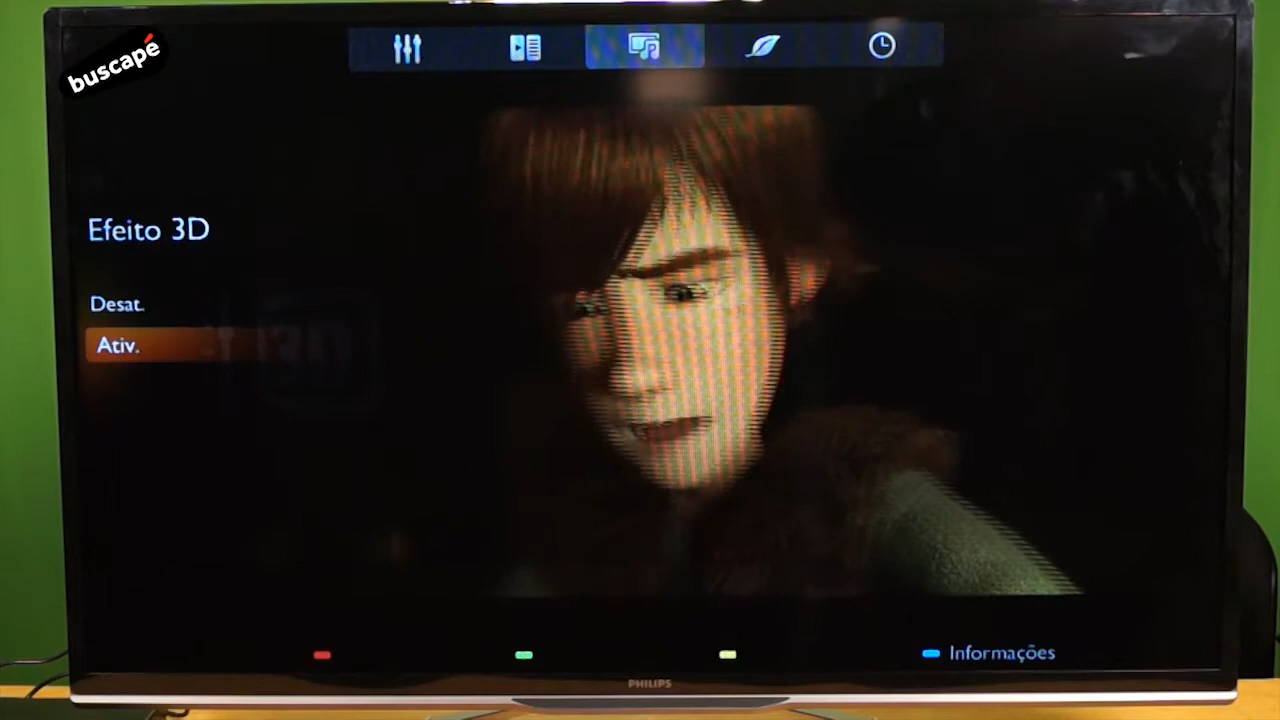 buscapé
Efeito 3D
Desat.
Ativ.
Informações
PHILIPS